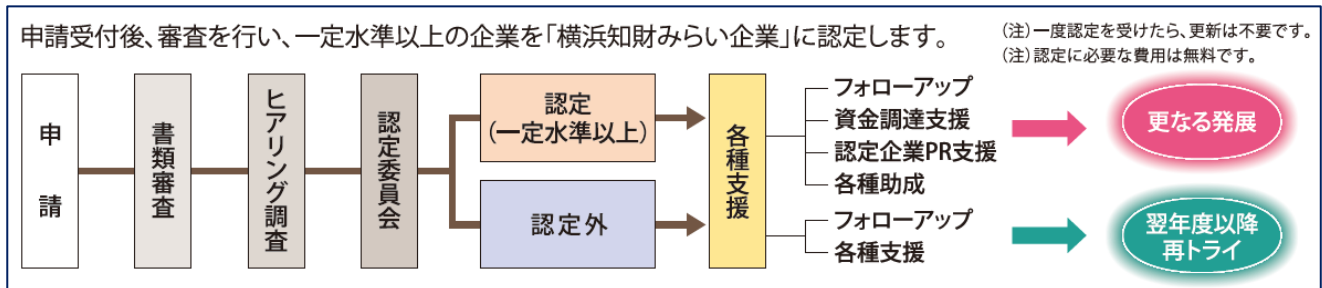 申請受付後、審査を行い、一定水準以上の企業を「横浜知財みらい企業」に認定します。
(注)一度認定を受けたら、更新は不要です。
(注)認定に必要な費用は無料です。
申請
書類審査
ヒアリング調査
認定委員会
認定
(一定水準以上)
認定外
各種支援
フォローアップ
資金調達支援
認定企業PR支援
各種助成
フォローアップ
各種支援
更なる発展
翌年度以降
再トライ